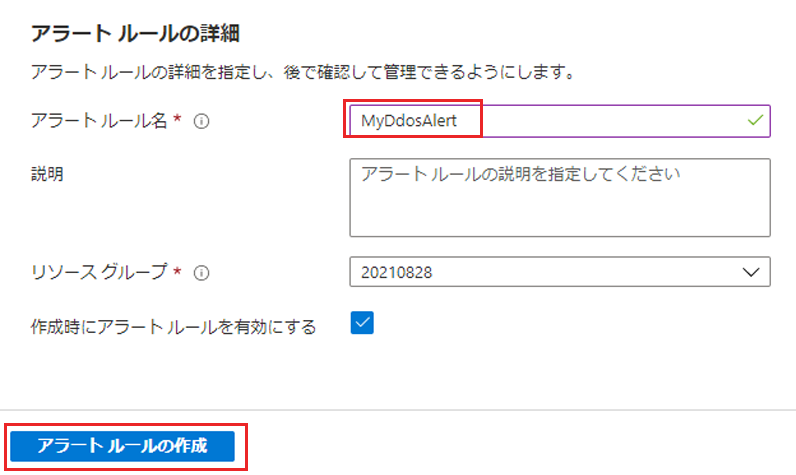 アラート ルールの詳細
アラート ルールの詳細を指定し、後で確認して管理できるようにします。
アラート ルール名 *
MyDdosAlert
説明
アラート ルールの説明を指定してください
リソース グループ *
20210828
作成時にアラート ルールを有効にする
アラート ルールの作成